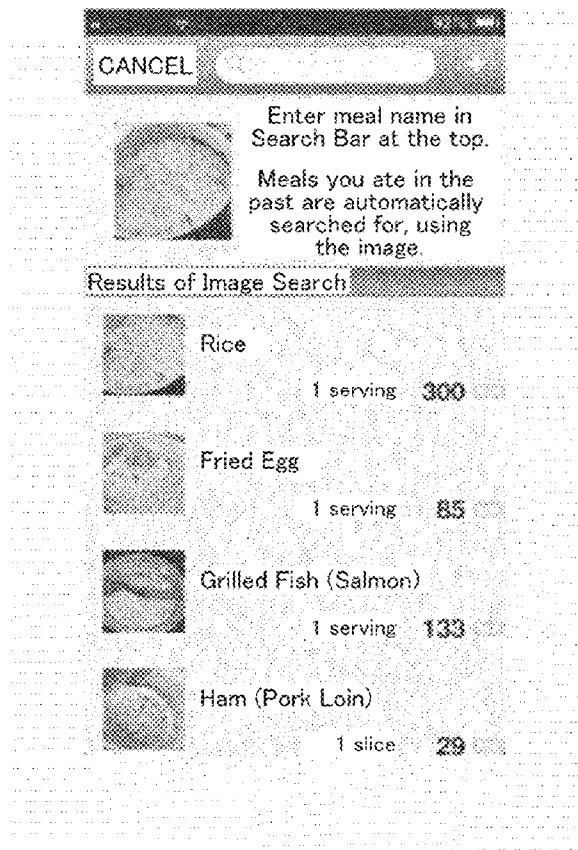 CANCEL
Enter meal name in
Search Bar at the top.
Meals you ate in the
past are automatically
searched for, using
the image.
Results of Image Search
Rice
1 serving 300
Fried Egg
1 serving 85
Grilled Fish (Salmon)
1 serving 133
Ham (Pork Loin)
1 slice 29